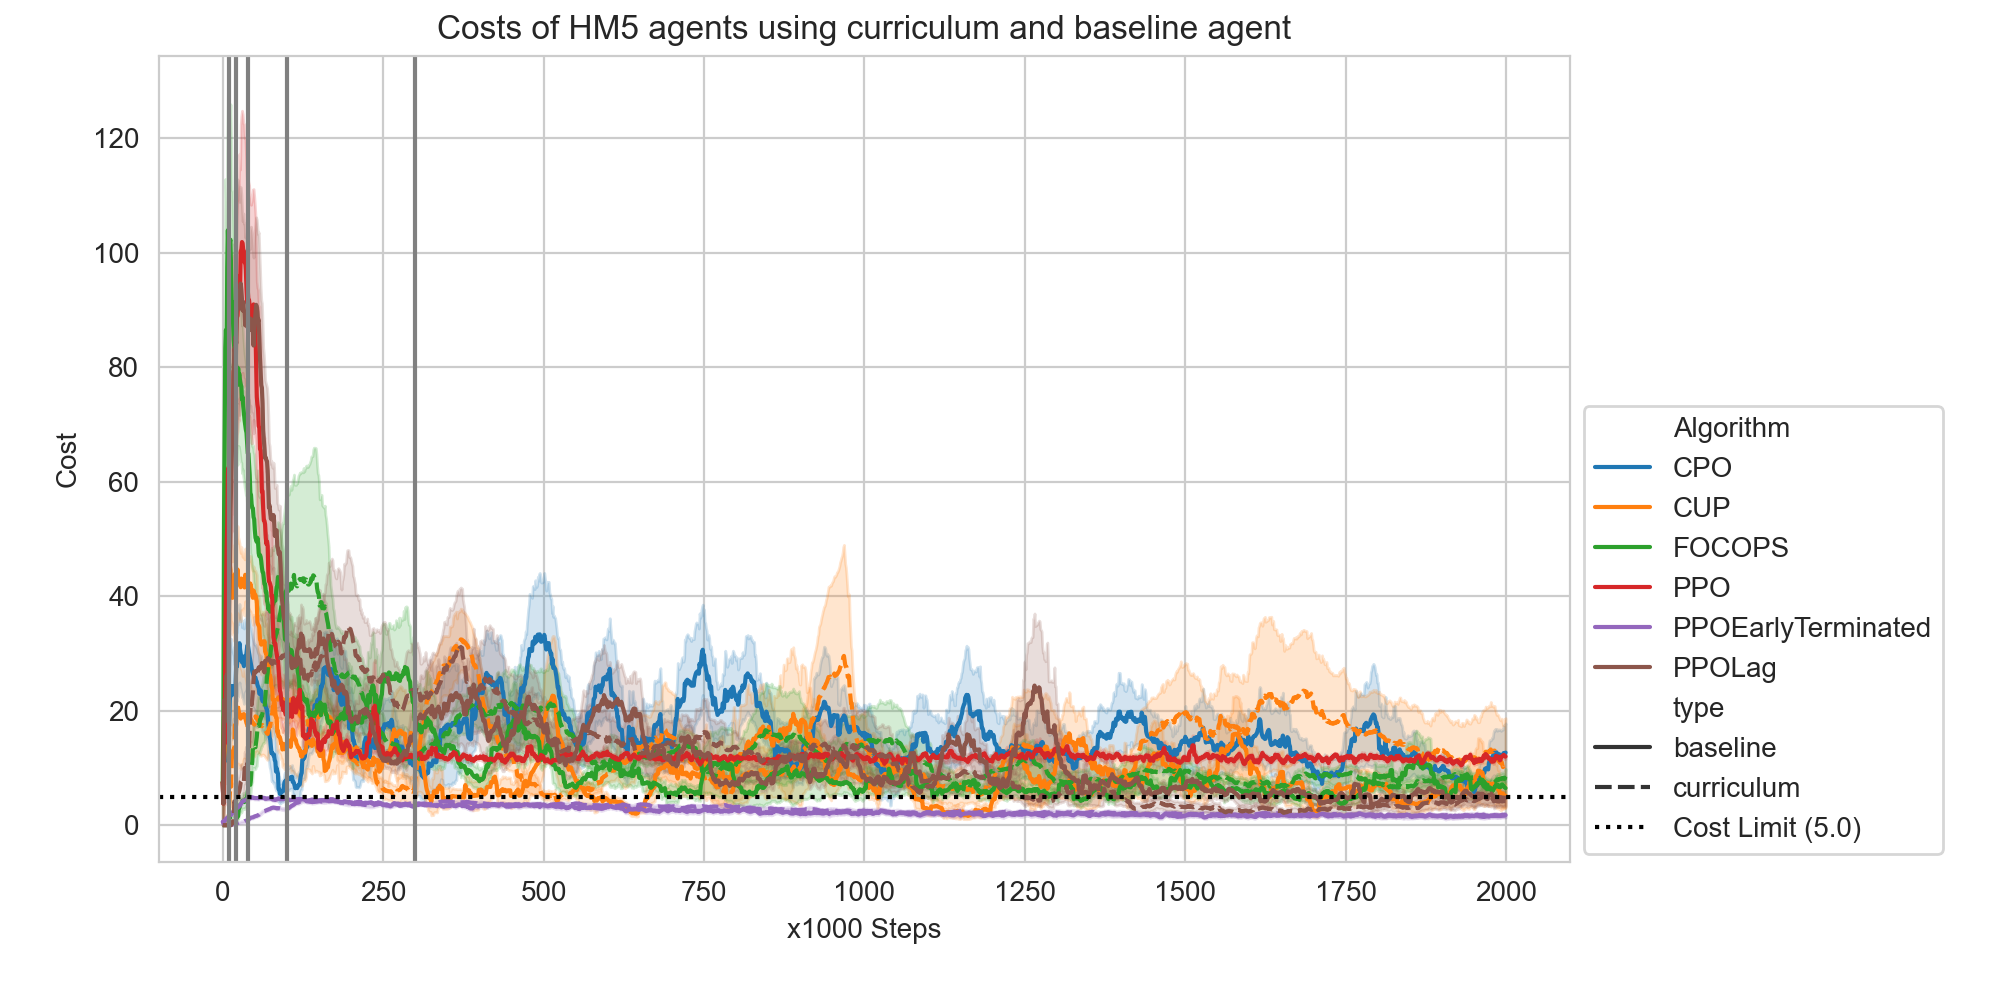 Costs of HM5 agents using curriculum and baseline agent
120
100
80
60
40
20
0
Cost
0 250 500 750 1000 1250 1500 1750 2000
x1000 Steps
Algorithm
CPO
CUP
FOCOPS
PPO
PPOEarlyTerminated
PPOLag
type
baseline
curriculum
Cost Limit (5.0)